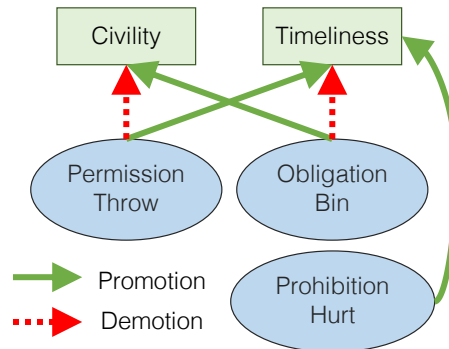 Civility
Timeliness
Permission
Throw
Obligation
Bin
Prohibition
Hurt
Promotion
Demotion